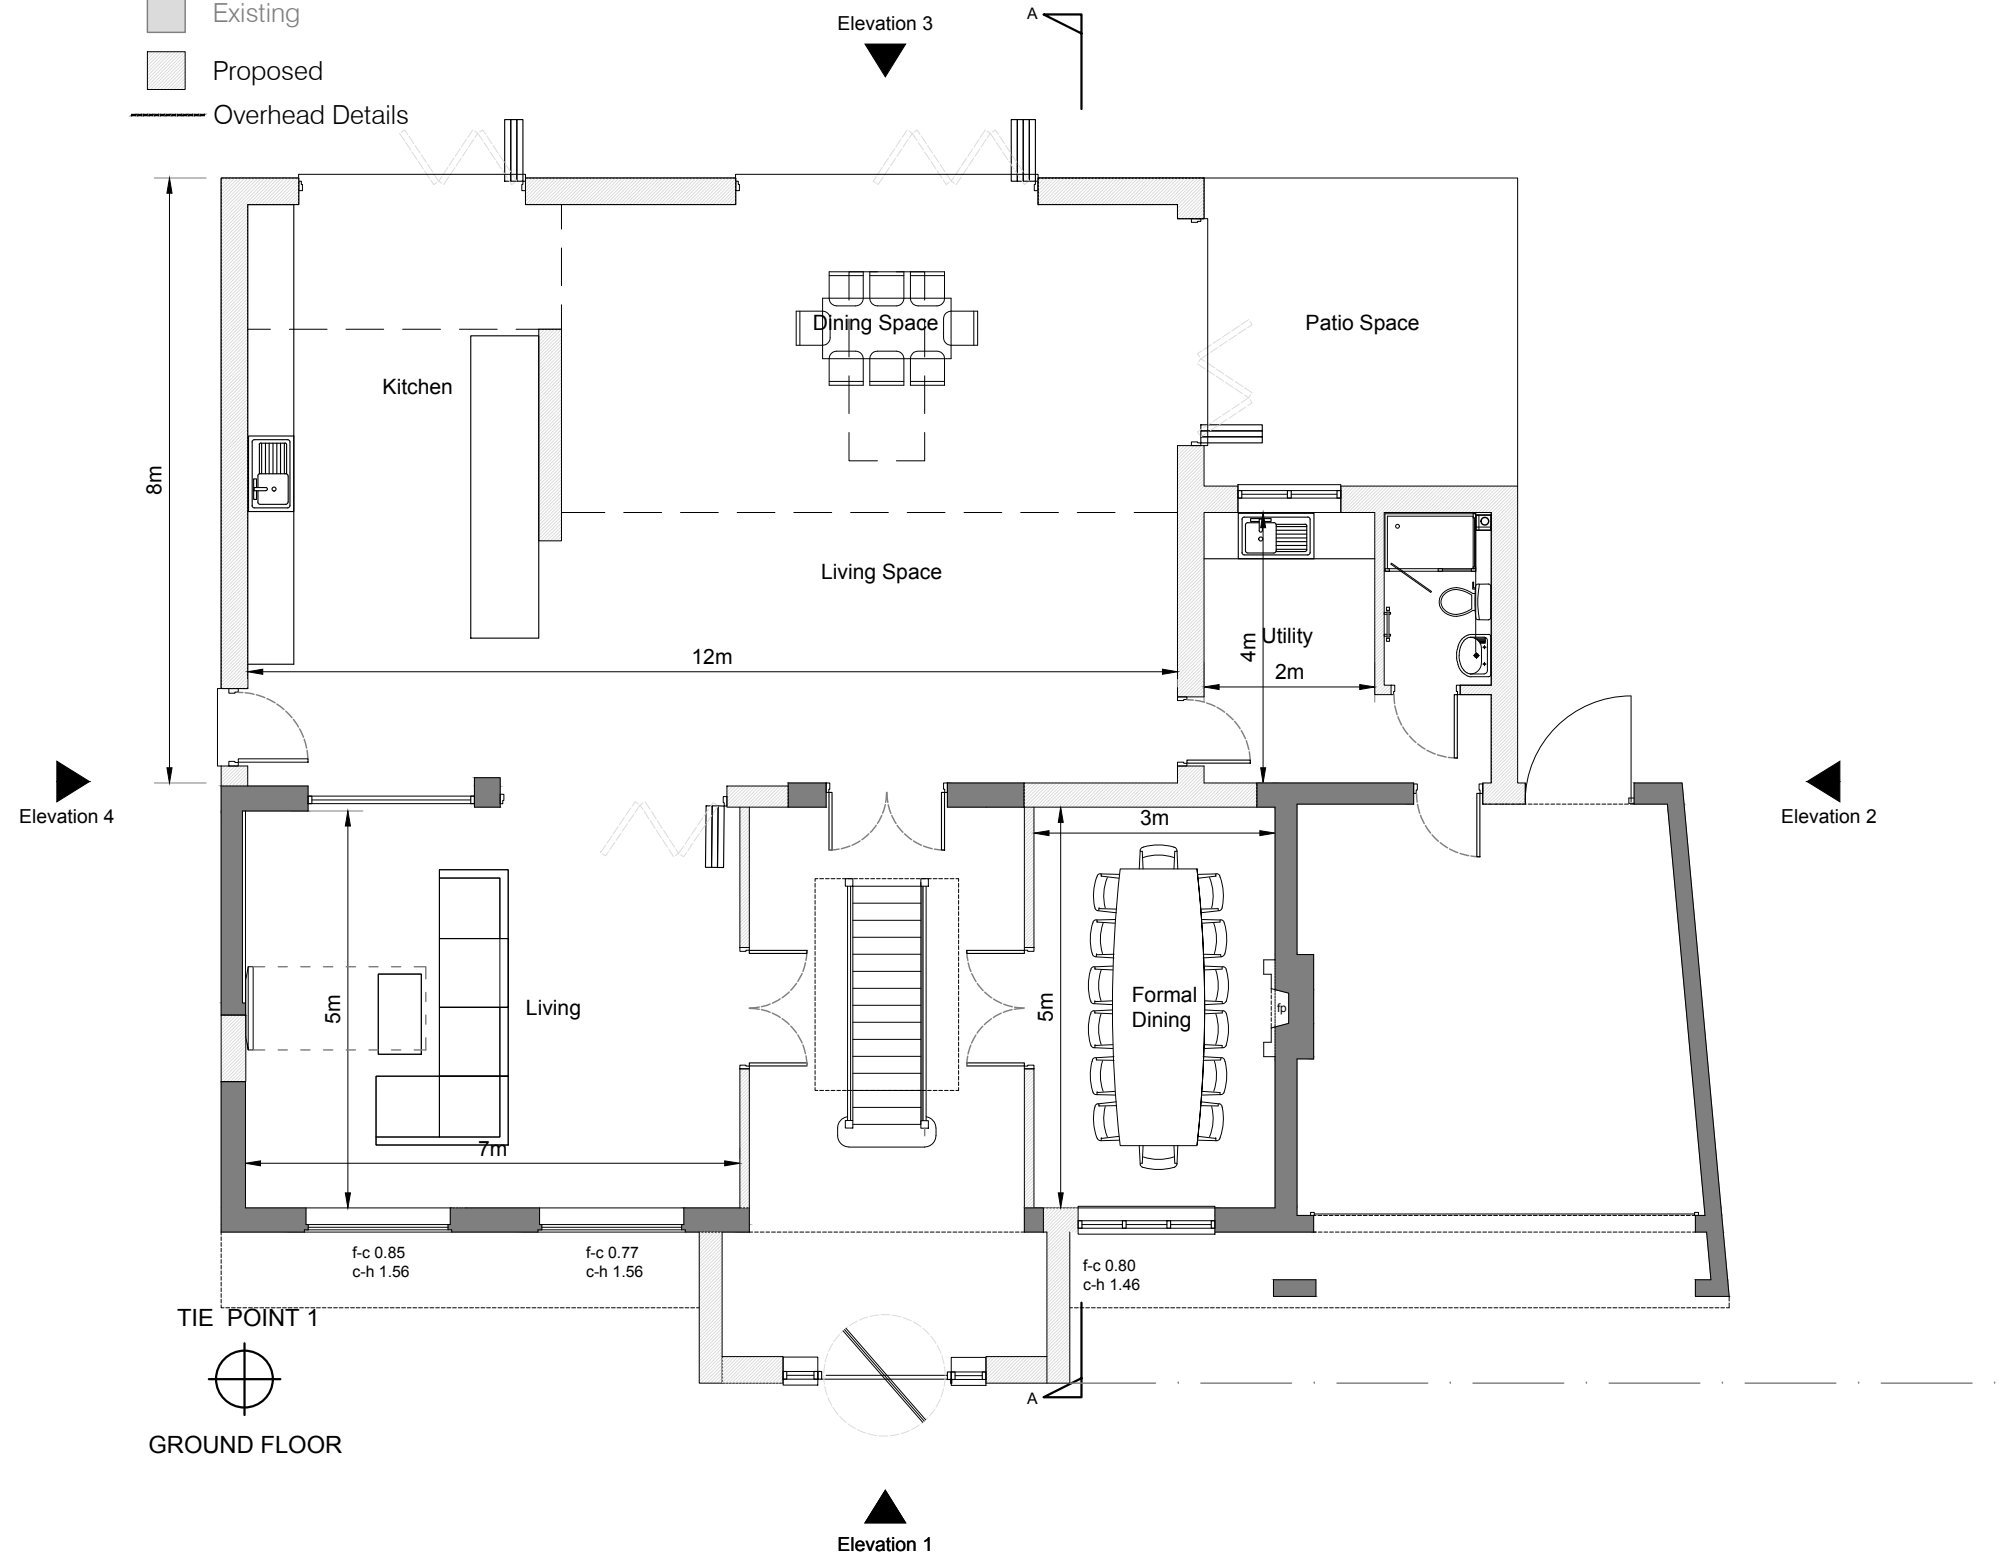 Existing
Proposed
Overhead Details
Elevation 3
A
Dining Space
Patio Space
Kitchen
8m
Living Space
Utility
4m
12m
2m
Elevation 4
Elevation 2
3m
Living
5m
5m
Formal
Dining
fp
7m
f-c 0.85
c-h 1.56
f-c 0.77
c-h 1.56
f-c 0.80
c-h 1.46
TIE POINT 1
A
GROUND FLOOR
Elevation 1